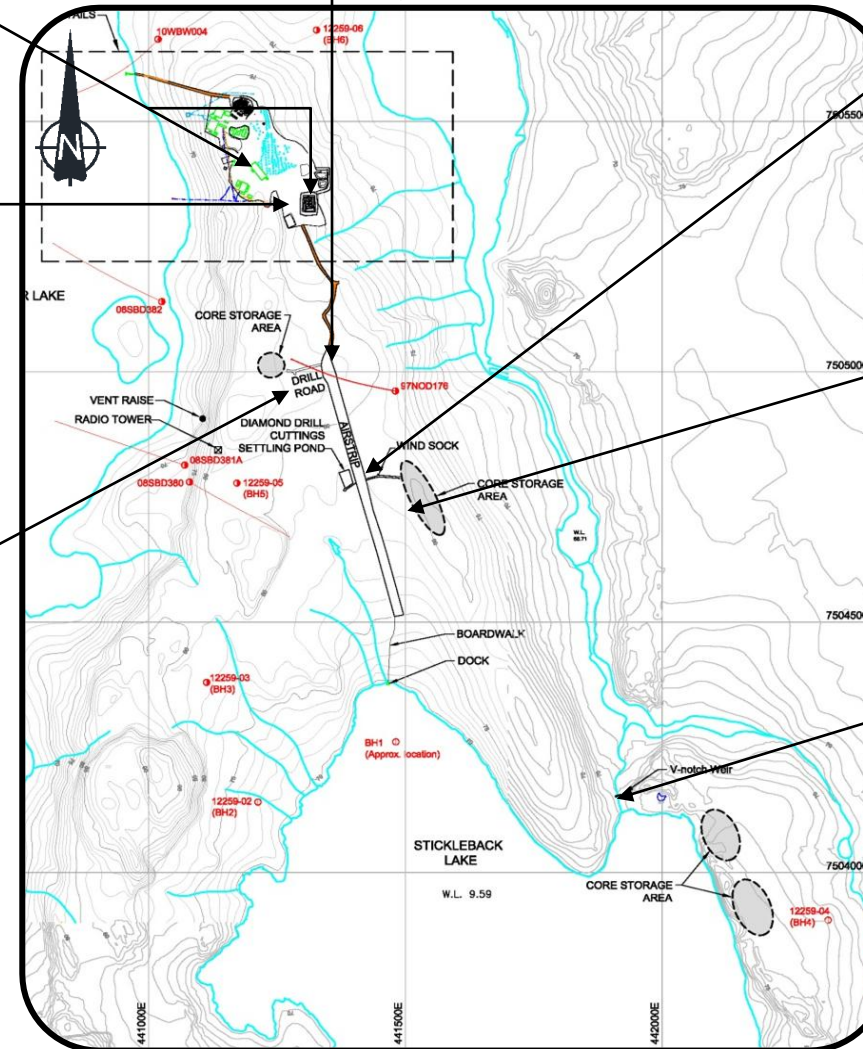 AILS
10WBW004
12259-06
(BH6)
N
7505500
R LAKE
08SBD382
CORE STORAGE
AREA
7505000
DRILL
ROAD
97NOD176
VENT RAISE
RADIO TOWER
DIAMOND DRILL
CUTTINGS
SETTLING POND
AIRSTRIP
WIND SOCK
CORE STORAGE
AREA
08SBD381A
08SBD380
12259-05
(BH5)
W.L.
7504500
BOARDWALK
DOCK
12259-03
(BH3)
BH1
(Approx. location)
V-notch Weir
12259-02
(BH2)
STICKLEBACK
LAKE
W.L. 9.59
7504000
CORE STORAGE
AREA
12259-04
(BH4)
441000E
441500E
442000E